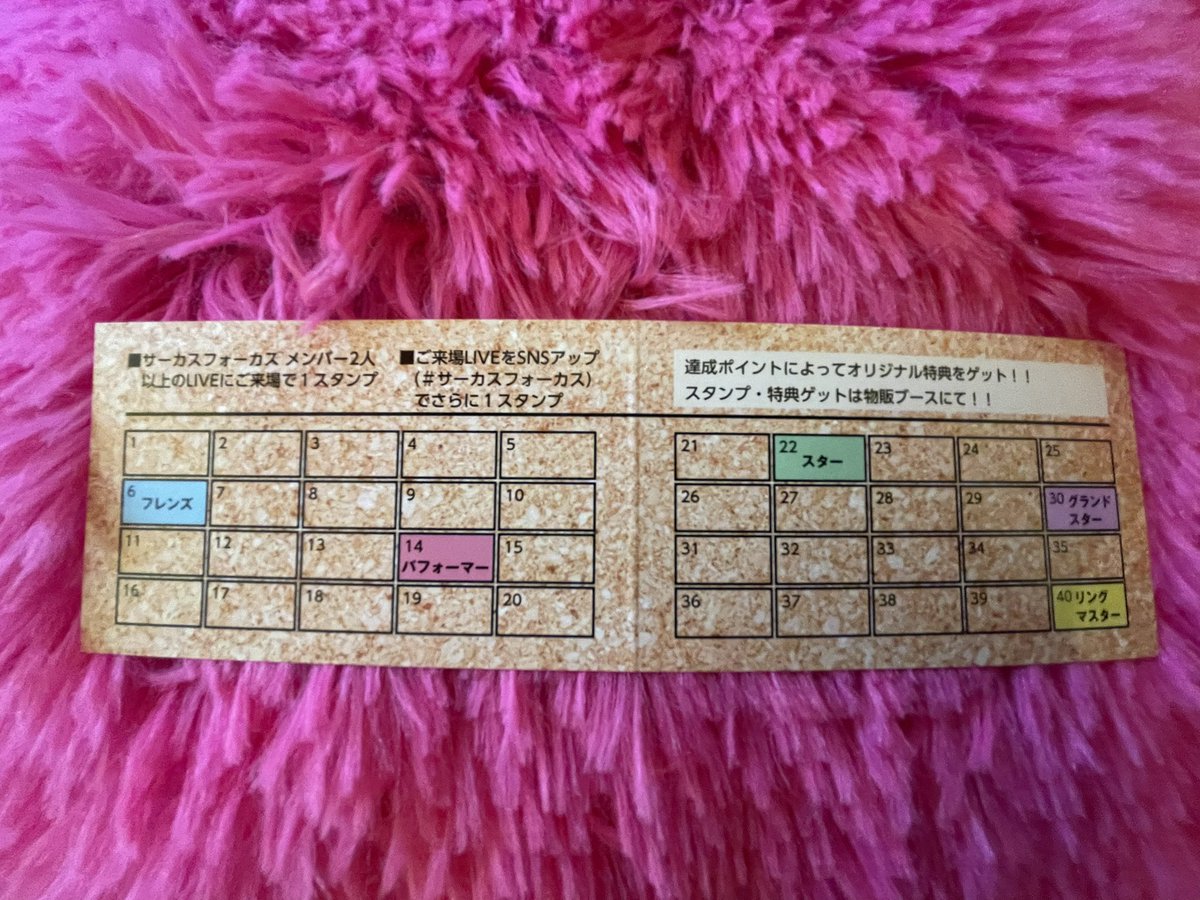 ■サーカスフォーカズ メンバー2人
以上のLIVEにご来場で1スタンプ
■ご来場LIVEをSNSアップ
(#サーカスフォーカス)
でさらに1スタンプ
1 2 3 4 5
6 フレンズ 7 8 9 10
11 12 13 14 パフォーマー 15
16 17 18 19 20
達成ポイントによってオリジナル特典をゲット!!
スタンプ・特典ゲットは物販ブースにて!!
21 22 スター 23 24 25
26 27 28 29 30 グランド
スター
31 32 33 34 35
36 37 38 39 40 リング
マスター